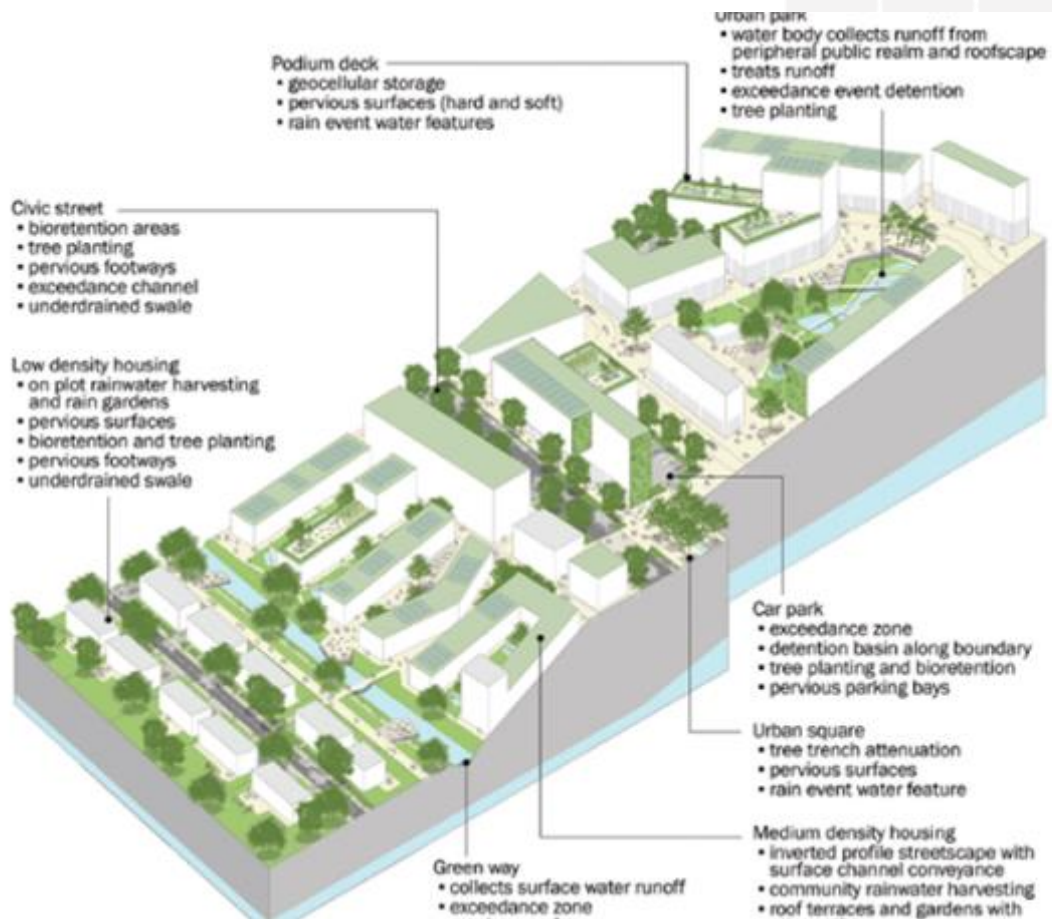 Urban park
• water body collects runoff from
peripheral public realm and roofscape
• treats runoff
• exceedance event detention
• tree planting
Podium deck
• geocellular storage
• pervious surfaces (hard and soft)
• rain event water features
Civic street
• bioretention areas
• tree planting
• pervious footways
• exceedance channel
• underdrained swale
Low density housing
• on plot rainwater harvesting
and rain gardens
• pervious surfaces
• bioretention and tree planting
• pervious footways
• underdrained swale
Car park
• exceedance zone
• detention basin along boundary
• tree planting and bioretention
• pervious parking bays
Urban square
• tree trench attenuation
• pervious surfaces
• rain event water feature
Medium density housing
• inverted profile streetscape with
surface channel conveyance
• community rainwater harvesting
• roof terraces and gardens with
Green way
• collects surface water runoff
• exceedance zone